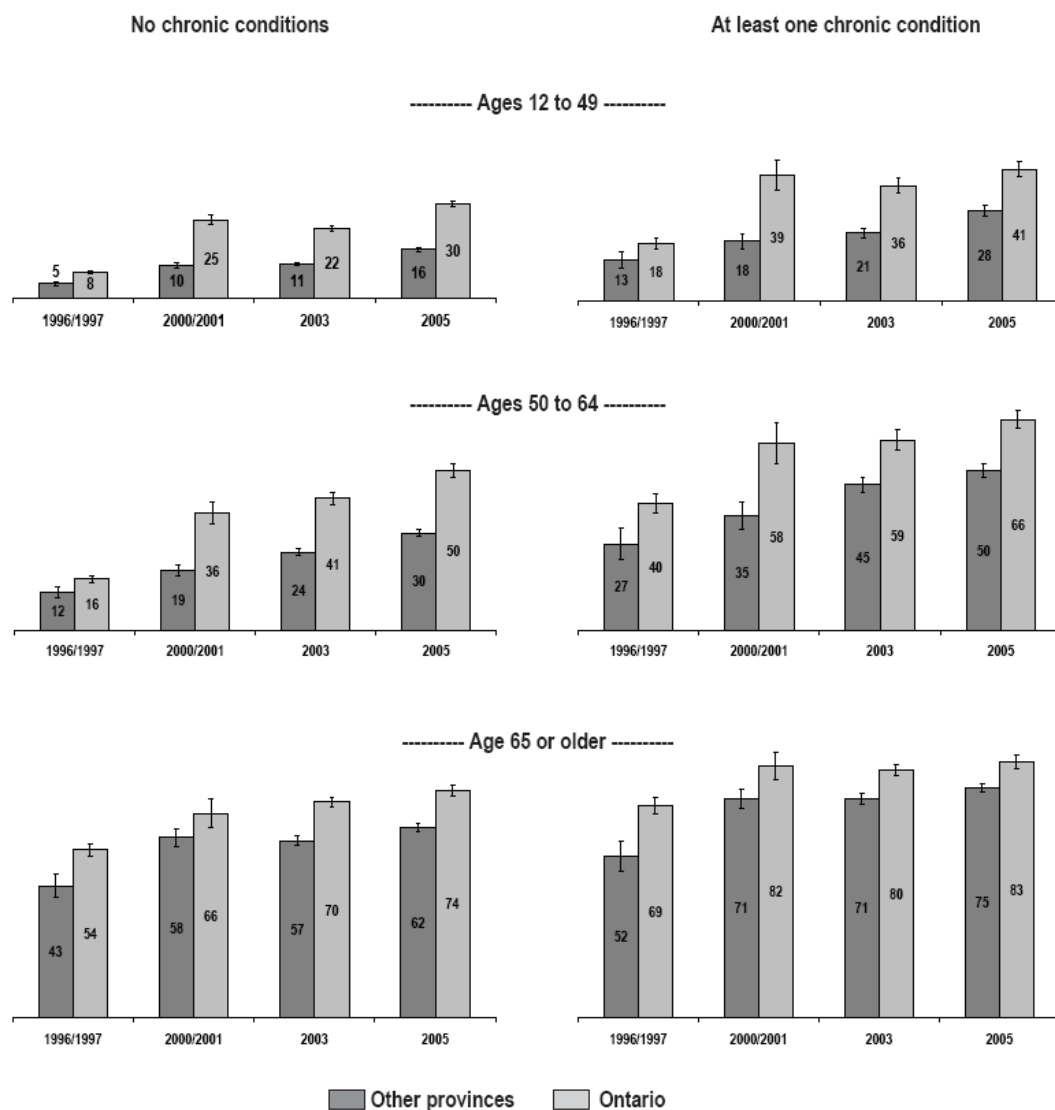 No chronic conditions At least one chronic condition
---------- Ages 12 to 49 ----------
5 8 10 25 11 22 16 30
13 18 18 39 21 36 28 41
1996/1997 2000/2001 2003 2005
1996/1997 2000/2001 2003 2005
---------- Ages 50 to 64 ----------
12 16 19 36 24 41 30 50
27 40 35 58 45 59 50 66
1996/1997 2000/2001 2003 2005
1996/1997 2000/2001 2003 2005
---------- Age 65 or older ----------
43 54 58 66 57 70 62 74
52 69 71 82 71 80 75 83
1996/1997 2000/2001 2003 2005
1996/1997 2000/2001 2003 2005
Other provinces Ontario